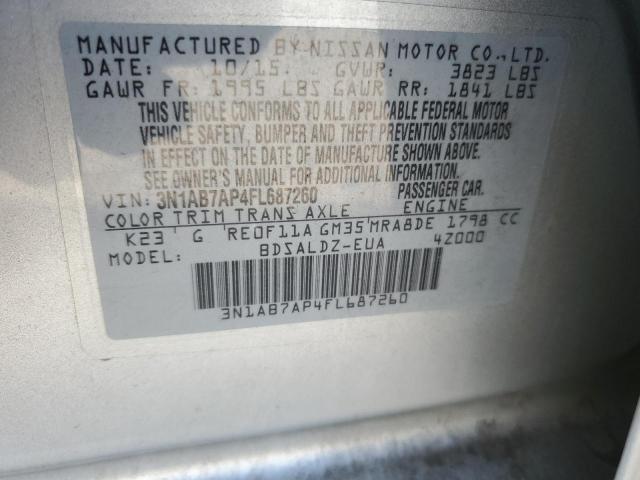 MANUFACTURED BY NISSAN MOTOR CO.,LTD.
DATE: 10/15 GVWR: 3823 LBS
GAWR FR: 1995 LBS GAWR RR: 1841 LBS
THIS VEHICLE CONFORMS TO ALL APPLICABLE FEDERAL MOTOR
VEHICLE SAFETY, BUMPER AND THEFT PREVENTION STANDARDS
IN EFFECT ON THE DATE OF MANUFACTURE SHOWN ABOVE.
SEE OWNER'S MANUAL FOR ADDITIONAL INFORMATION.
VIN: 3N1AB7AP4FL687260 PASSENGER CAR.
COLOR TRIM TRANS AXLE ENGINE
K23 G RE0F11A GM35 MRA8DE 1798 CC
MODEL: BDSALDZ-EUA 4Z000
3N1AB7AP4FL687260